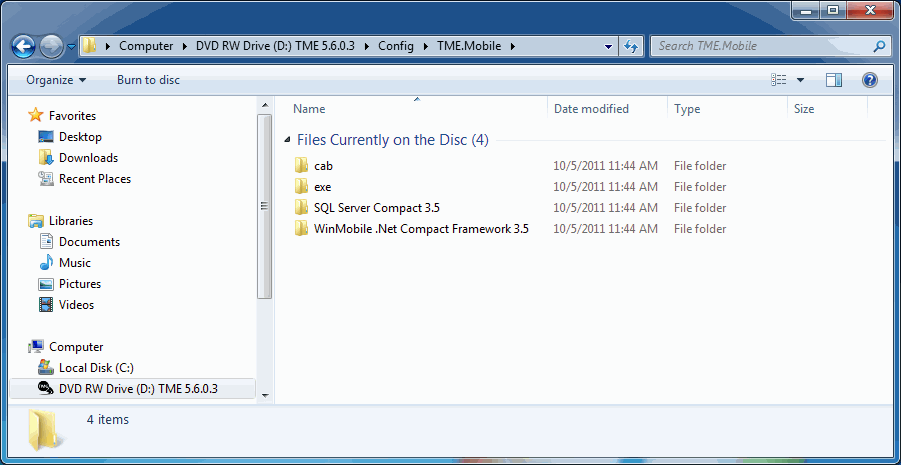 Computer DVD RW Drive (D:) TME 5.6.0.3 Config TME.Mobile Search TME.Mobile
Organize Burn to disc
Favorites
Desktop
Downloads
Recent Places
Libraries
Documents
Music
Pictures
Videos
Computer
Local Disk (C:)
DVD RW Drive (D:) TME 5.6.0.3
Name Date modified Type Size
Files Currently on the Disc (4)
cab 10/5/2011 11:44 AM File folder
exe 10/5/2011 11:44 AM File folder
SQL Server Compact 3.5 10/5/2011 11:44 AM File folder
WinMobile .Net Compact Framework 3.5 10/5/2011 11:44 AM File folder
4 items